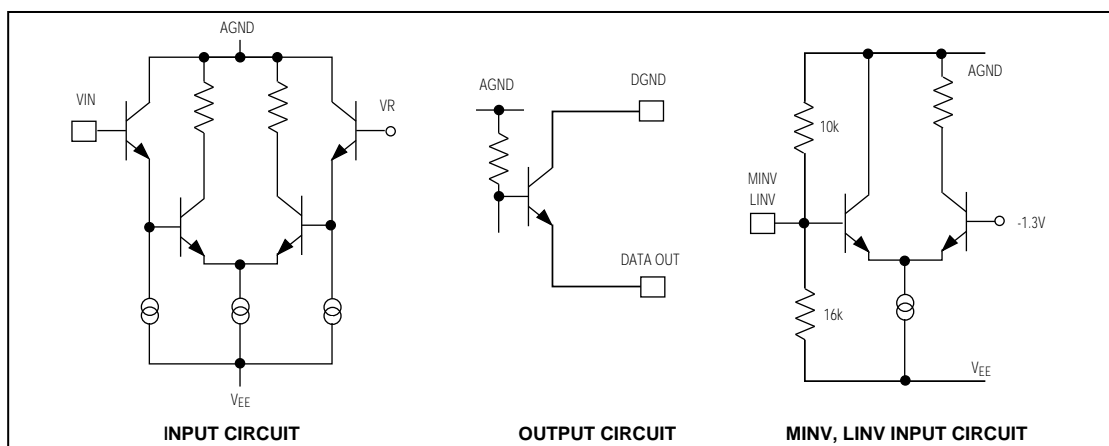 AGND
VIN
VR
VEE
INPUT CIRCUIT
AGND
DGND
DATA OUT
OUTPUT CIRCUIT
AGND
10k
MINV
LINV
-1.3V
16k
VEE
MINV, LINV INPUT CIRCUIT